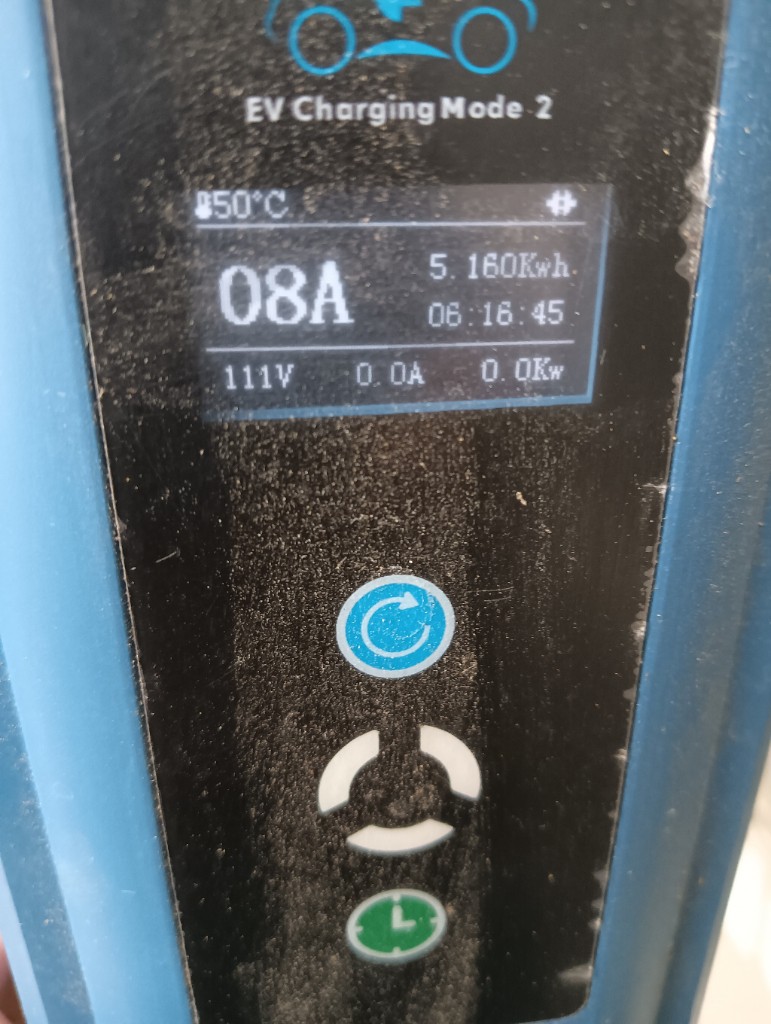 EV Charging Mode 2
50°C
08A
5.160Kwh
06:16:45
111V 0.0A 0.0Kw